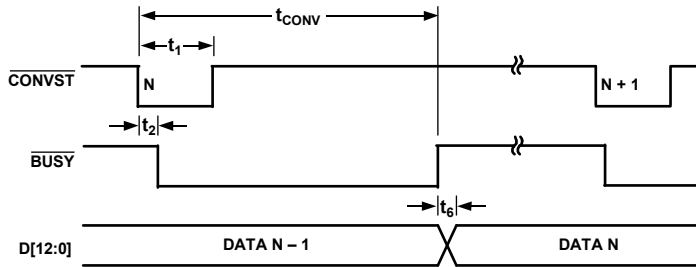 tCONV
t1
CONVST
N
N + 1
t2
BUSY
t6
D[12:0]
DATA N – 1
DATA N